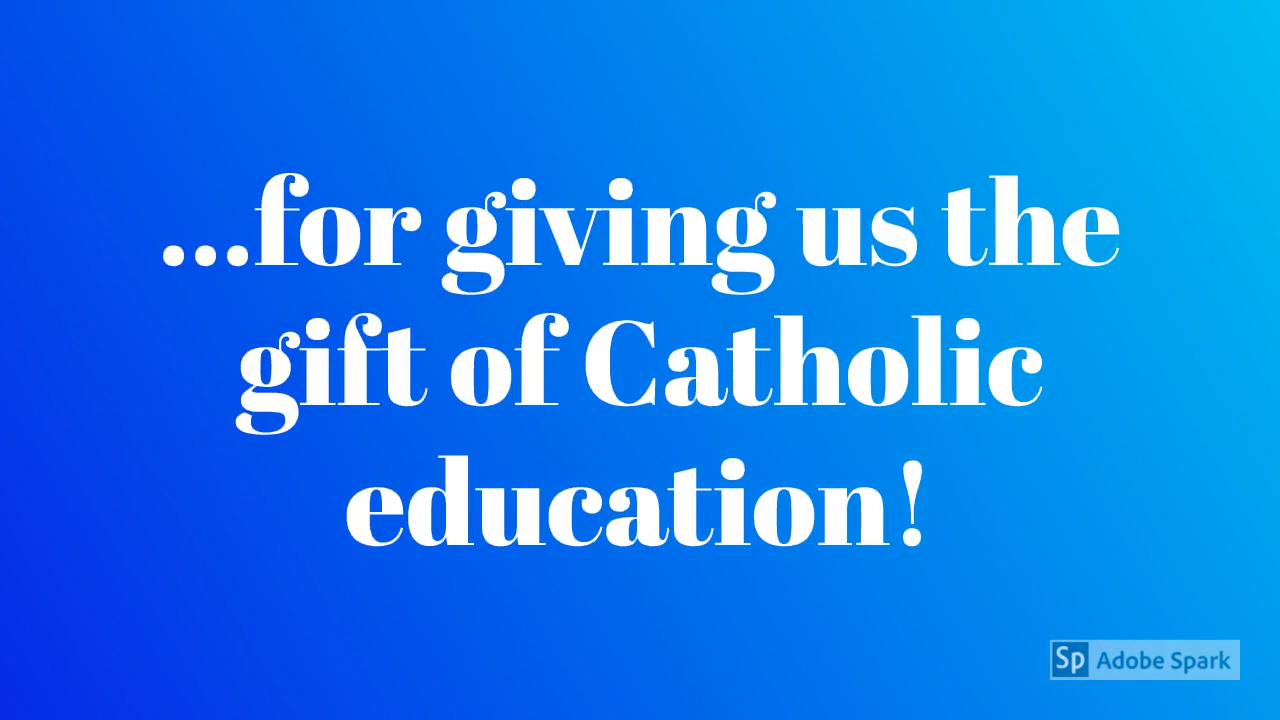 ...for giving us the
gift of Catholic
education!
Sp Adobe Spark